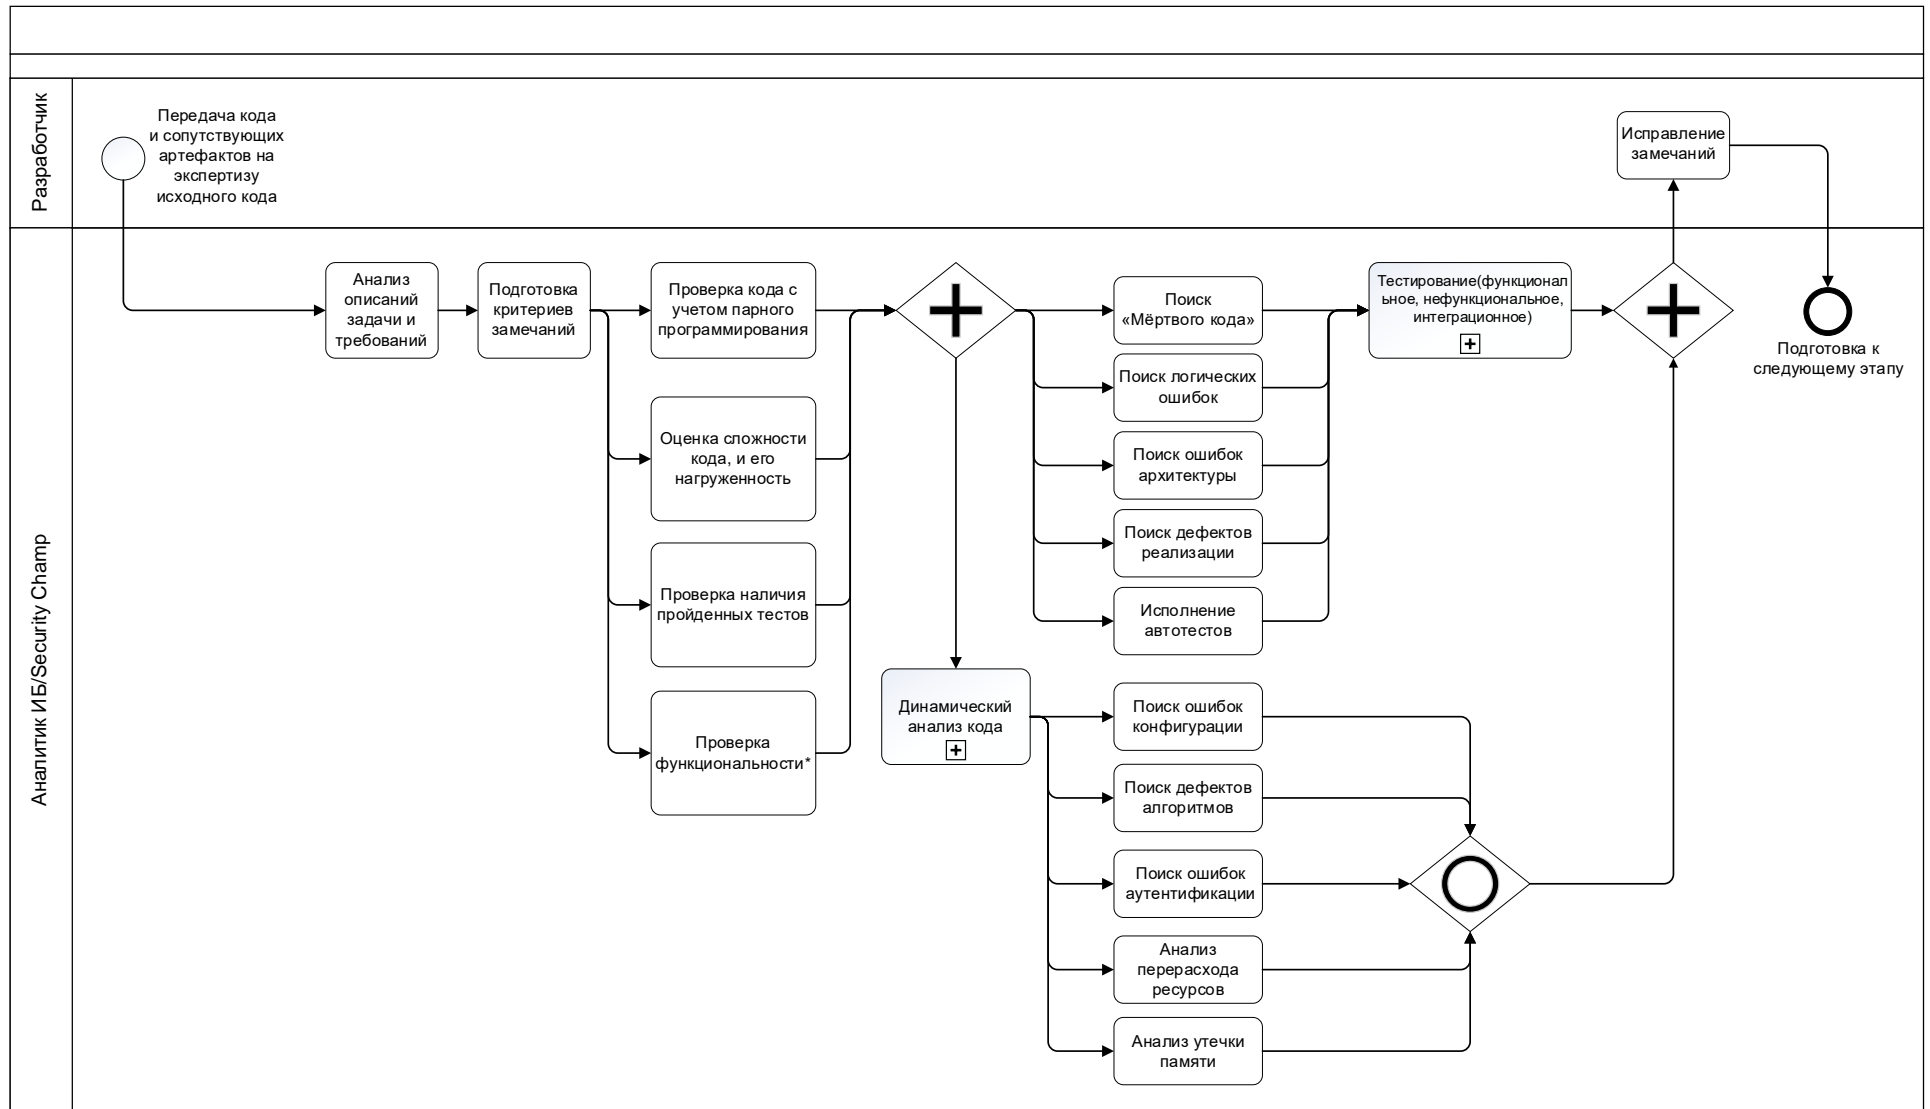 Разработчик
Передача кода
и сопутствующих
артефактов на
экспертизу
исходного кода
Исправление
замечаний
Аналитик ИБ/Security Champ
Анализ
описаний
задачи и
требований
Подготовка
критериев
замечаний
Проверка кода с
учетом парного
программирования
Оценка сложности
кода, и его
нагруженность
Проверка наличия
пройденных тестов
Проверка
функциональности*
Динамический
анализ кода
Поиск
«Мёртвого кода»
Поиск логических
ошибок
Поиск ошибок
архитектуры
Поиск дефектов
реализации
Исполнение
автотестов
Поиск ошибок
конфигурации
Поиск дефектов
алгоритмов
Поиск ошибок
аутентификации
Анализ
перерасхода
ресурсов
Анализ утечки
памяти
Тестирование(функционал
ьное, нефункциональное,
интеграционное)
Подготовка к
следующему этапу